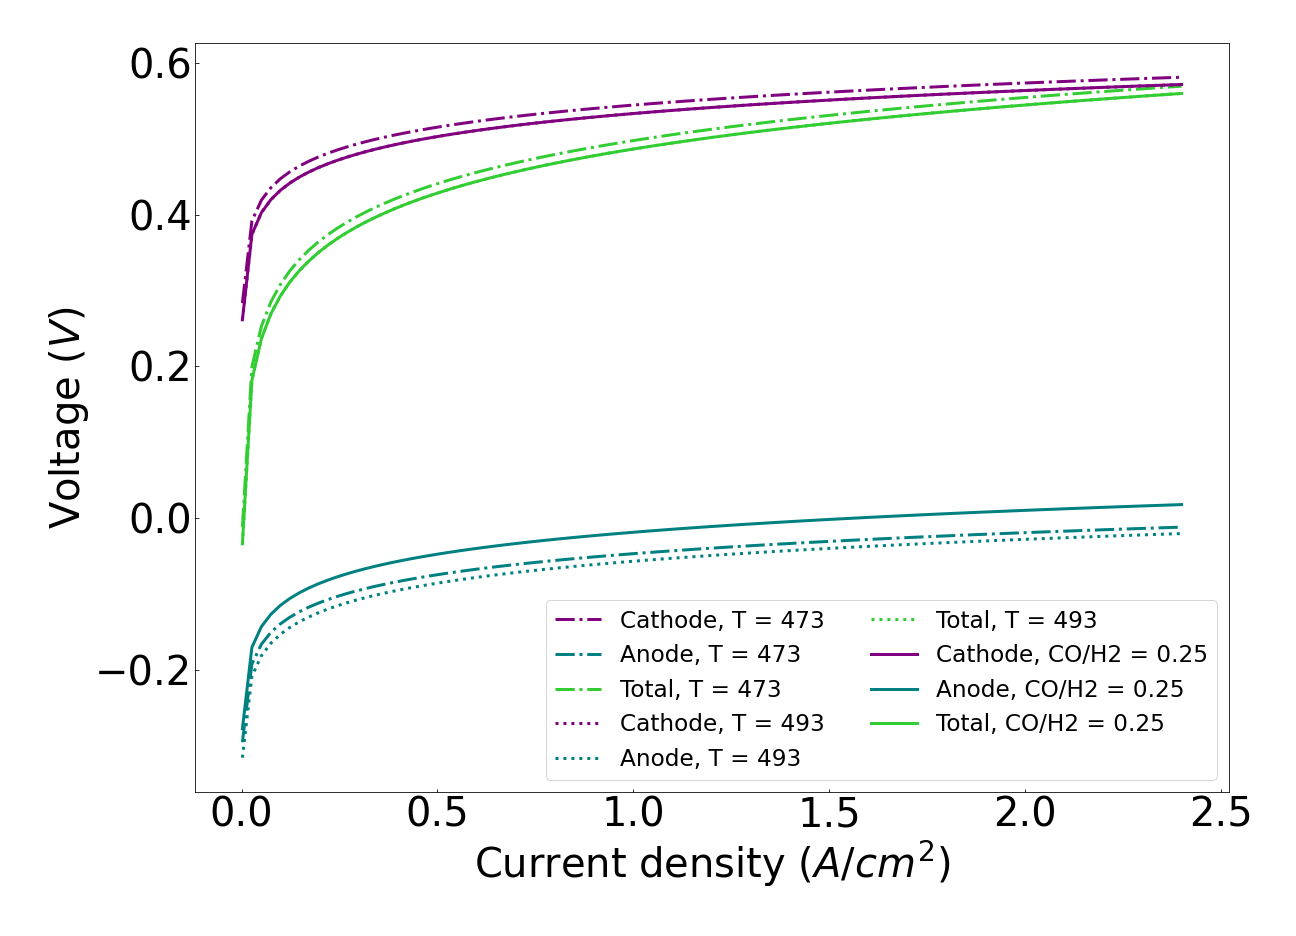 0.6
0.4
0.2
0.0
−0.2
Voltage (V)
0.0 0.5 1.0 1.5 2.0 2.5
Current density (A/cm²)
Cathode, T = 473
Anode, T = 473
Total, T = 473
Cathode, T = 493
Anode, T = 493
Total, T = 493
Cathode, CO/H2 = 0.25
Anode, CO/H2 = 0.25
Total, CO/H2 = 0.25